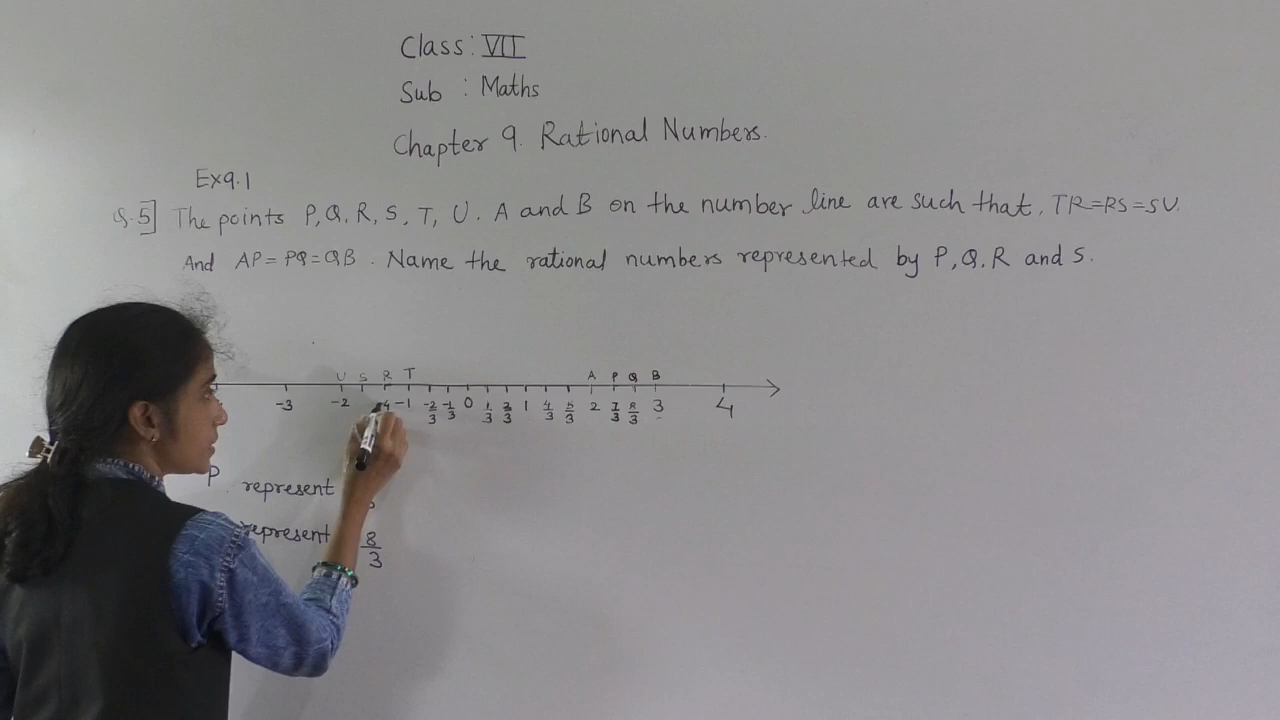 Class: VII
Sub : Maths
Chapter 9. Rational Numbers.
Ex9.1
Q.5] The points P, Q, R, S, T, U. A and B on the number line are such that, TR=RS=SU.
And AP= PQ=QB. Name the rational numbers represented by P, Q, R and S.
U S R T A P Q B
-3 -2 -4 -1 -2/3 -1/3 0 1/3 2/3 1 4/3 5/3 2 7/3 8/3 3 4
P represent
represent 8/3